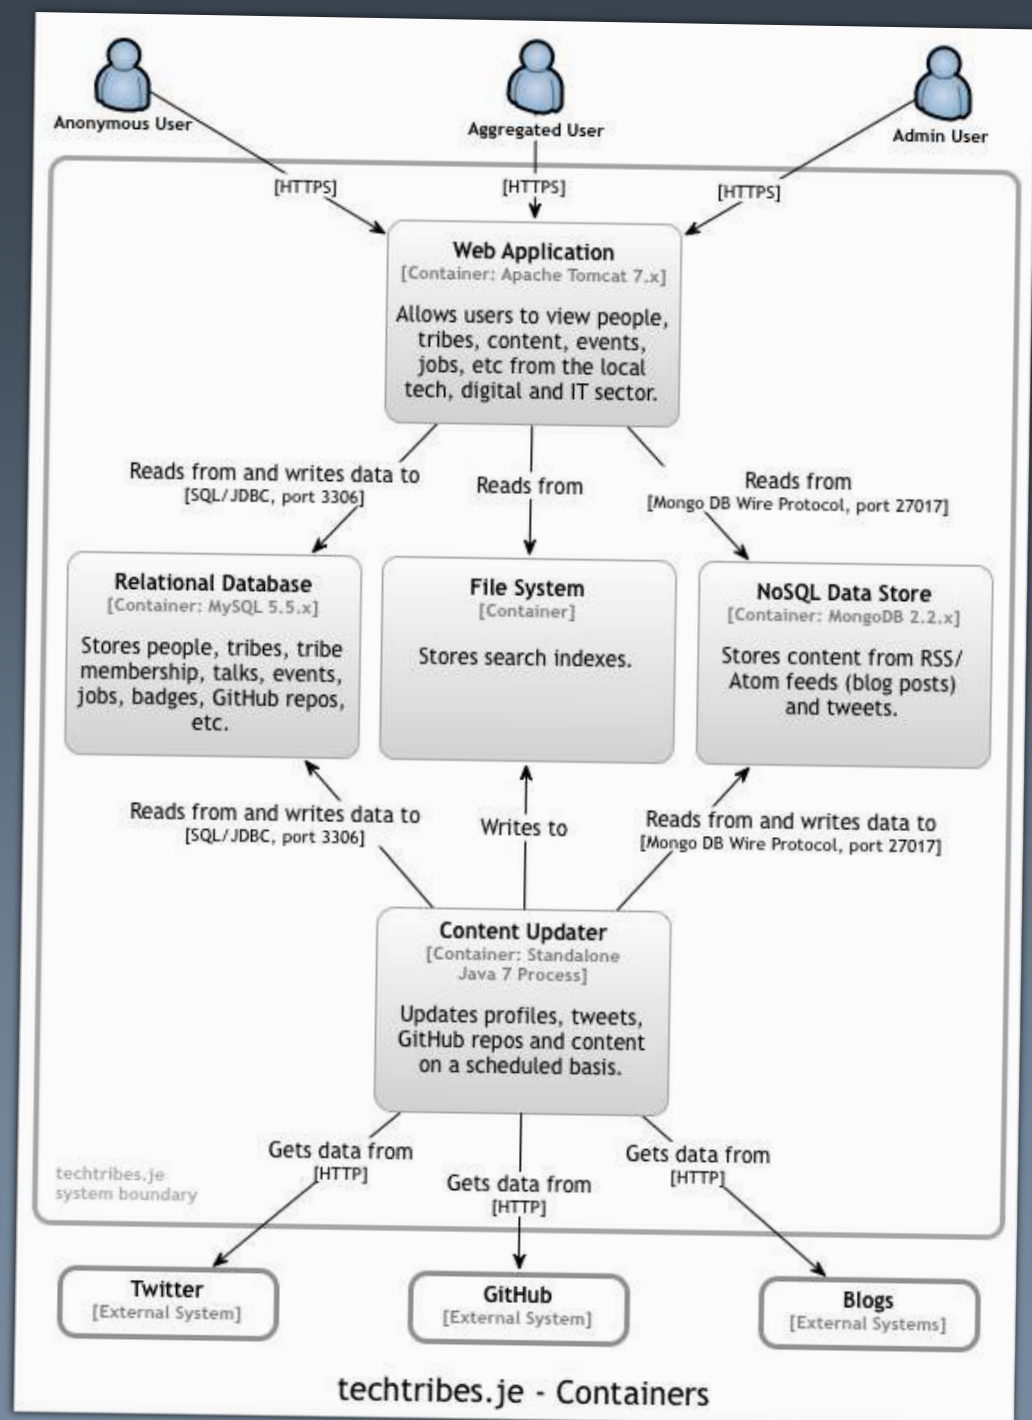 Anonymous User
Aggregated User
Admin User
[HTTPS]
[HTTPS]
[HTTPS]
Web Application
[Container: Apache Tomcat 7.x]
Allows users to view people,
tribes, content, events,
jobs, etc from the local
tech, digital and IT sector.
Reads from and writes data to
[SQL/JDBC, port 3306]
Reads from
Reads from
[Mongo DB Wire Protocol, port 27017]
Relational Database
[Container: MySQL 5.5.x]
Stores people, tribes, tribe
membership, talks, events,
jobs, badges, GitHub repos,
etc.
File System
[Container]
Stores search indexes.
NoSQL Data Store
[Container: MongoDB 2.2.x]
Stores content from RSS/
Atom feeds (blog posts)
and tweets.
Reads from and writes data to
[SQL/JDBC, port 3306]
Writes to
Reads from and writes data to
[Mongo DB Wire Protocol, port 27017]
Content Updater
[Container: Standalone
Java 7 Process]
Updates profiles, tweets,
GitHub repos and content
on a scheduled basis.
Gets data from
[HTTP]
Gets data from
[HTTP]
Gets data from
[HTTP]
techtribes.je
system boundary
Twitter
[External System]
GitHub
[External System]
Blogs
[External Systems]
techtribes.je - Containers